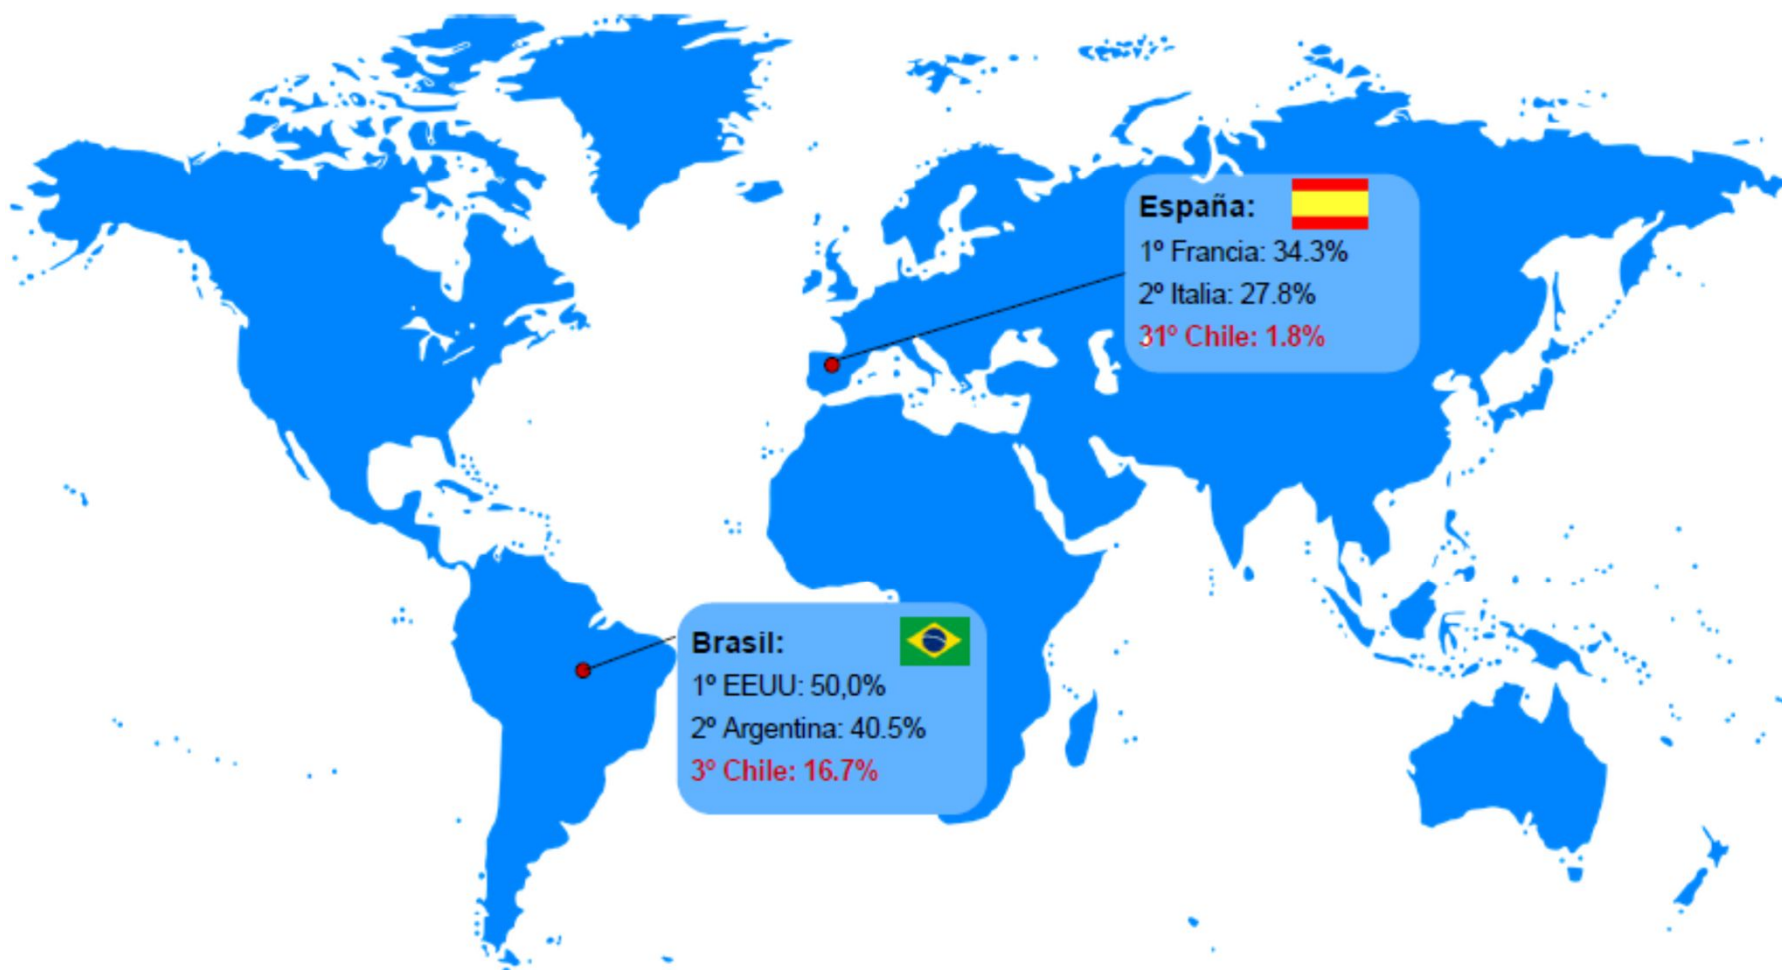 España:
1º Francia: 34.3%
2º Italia: 27.8%
31º Chile: 1.8%
Brasil:
1º EEUU: 50,0%
2º Argentina: 40.5%
3º Chile: 16.7%